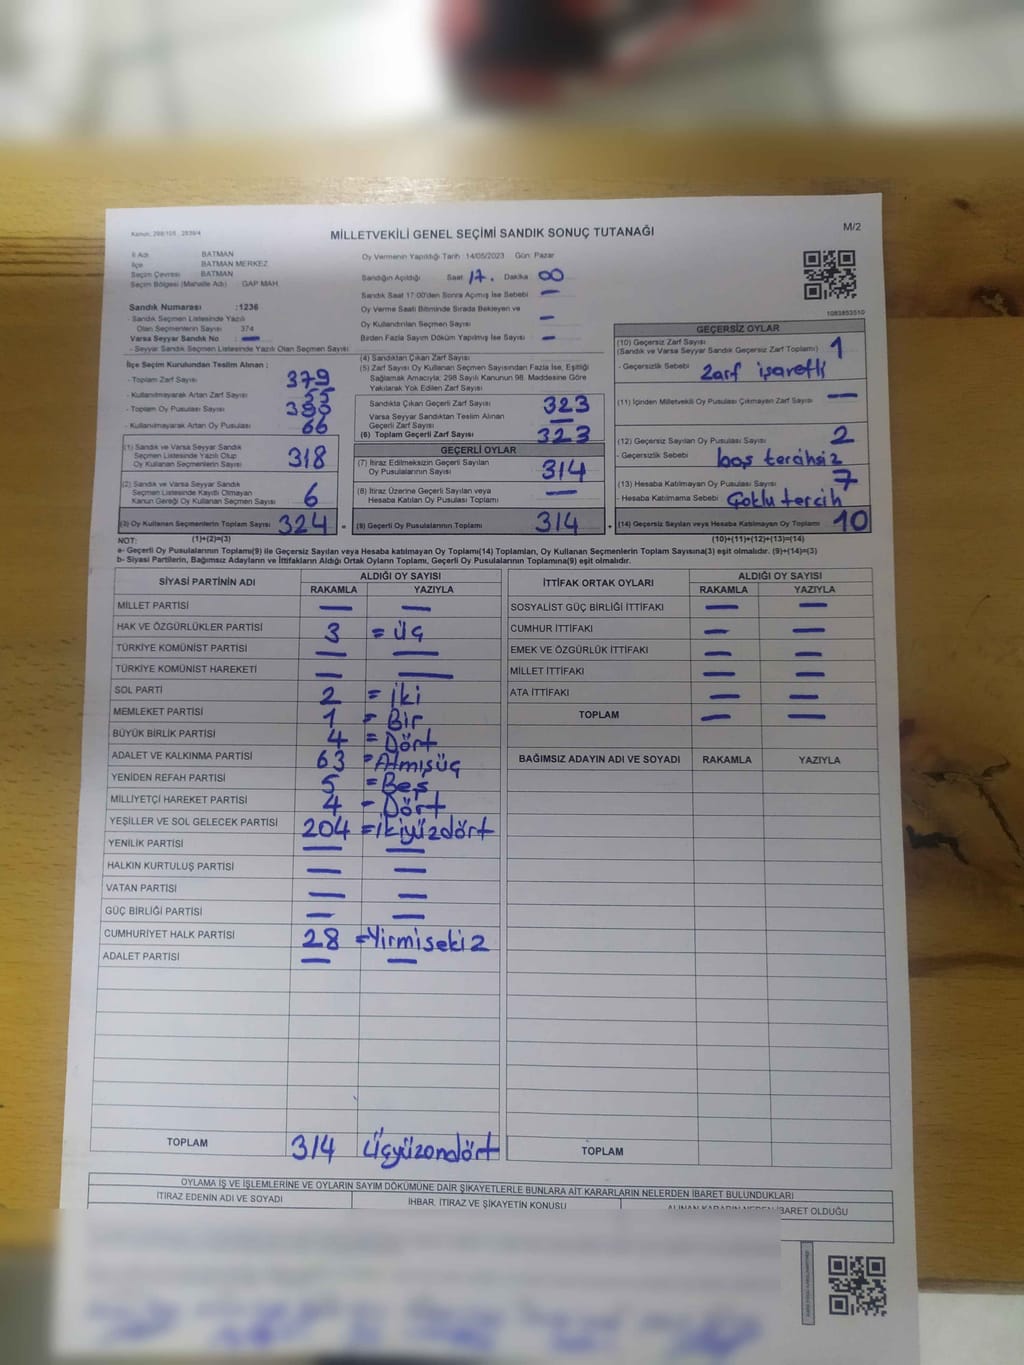 Kanun; 298/105 , 2839/4
MİLLETVEKİLİ GENEL SEÇİMİ SANDIK SONUÇ TUTANAĞI
M/2
İl Adı BATMAN
İlçe BATMAN MERKEZ
Seçim Çevresi BATMAN
Seçim Bölgesi (Mahalle Adı) GAP MAH.
Oy Vermenin Yapıldığı Tarih :14/05/2023 Gün: Pazar
Sandığın Açıldığı Saat 17. Dakika 00
Sandık Saat 17:00'den Sonra Açılmış İse Sebebi —
Oy Verme Saati Bitiminde Sırada Bekleyen ve
Oy Kullandırılan Seçmen Sayısı —
Birden Fazla Sayım Döküm Yapılmış İse Sayısı —
1083853510
Sandık Numarası :1236
- Sandık Seçmen Listesinde Yazılı
Olan Seçmenlerin Sayısı 374
Varsa Seyyar Sandık No —
- Seyyar Sandık Seçmen Listesinde Yazılı Olan Seçmen Sayısı
İlçe Seçim Kurulundan Teslim Alınan :
- Toplam Zarf Sayısı 379
- Kullanılmayarak Artan Zarf Sayısı 55
- Toplam Oy Pusulası Sayısı
- Kullanılmayarak Artan Oy Pusulası 66
(1) Sandık ve Varsa Seyyar Sandık
Seçmen Listesinde Yazılı Olup
Oy Kullanan Seçmenlerin Sayısı 318
(2) Sandık ve Varsa Seyyar Sandık
Seçmen Listesinde Kayıtlı Olmayan
Kanun Gereği Oy Kullanan Seçmen Sayısı 6
(3) Oy Kullanan Seçmenlerin Toplam Sayısı 324 =
(1)+(2)=(3)
(4) Sandıktan Çıkan Zarf Sayısı
(5) Zarf Sayısı Oy Kullanan Seçmen Sayısından Fazla İse, Eşitliği
Sağlamak Amacıyla; 298 Sayılı Kanunun 98. Maddesine Göre
Yakılarak Yok Edilen Zarf Sayısı
Sandıkta Çıkan Geçerli Zarf Sayısı 323
Varsa Seyyar Sandıktan Teslim Alınan
Geçerli Zarf Sayısı —
(6) Toplam Geçerli Zarf Sayısı 323
GEÇERLİ OYLAR
(7) İtiraz Edilmeksizin Geçerli Sayılan
Oy Pusulalarının Sayısı 314
(8) İtiraz Üzerine Geçerli Sayılan veya
Hesaba Katılan Oy Pusulası Toplamı —
(9) Geçerli Oy Pusulalarının Toplamı 314 +
GEÇERSİZ OYLAR
(10) Geçersiz Zarf Sayısı 1
(Sandık ve Varsa Seyyar Sandık Geçersiz Zarf Toplamı)
- Geçersizlik Sebebi Zarf işaretli
(11) İçinden Milletvekili Oy Pusulası Çıkmayan Zarf Sayısı —
(12) Geçersiz Sayılan Oy Pusulası Sayısı 2
- Geçersizlik Sebebi boş tercihsiz
(13) Hesaba Katılmayan Oy Pusulası Sayısı 7
- Hesaba Katılmama Sebebi Çoklu tercih
(14) Geçersiz Sayılan veya Hesaba Katılmayan Oy Toplamı 10
(10)+(11)+(12)+(13)=(14)
NOT:
a- Geçerli Oy Pusulalarının Toplamı(9) ile Geçersiz Sayılan veya Hesaba katılmayan Oy Toplamı(14) Toplamları, Oy Kullanan Seçmenlerin Toplam Sayısına(3) eşit olmalıdır. (9)+(14)=(3)
b- Siyasi Partilerin, Bağımsız Adayların ve İttifakların Aldığı Ortak Oyların Toplamı, Geçerli Oy Pusulalarının Toplamına(9) eşit olmalıdır.
SİYASİ PARTİNİN ADI ALDIĞI OY SAYISI
RAKAMLA YAZIYLA
MİLLET PARTİSİ — —
HAK VE ÖZGÜRLÜKLER PARTİSİ 3 = üç
TÜRKİYE KOMÜNİST PARTİSİ — —
TÜRKİYE KOMÜNİST HAREKETİ — —
SOL PARTİ 2 = iki
MEMLEKET PARTİSİ 1 = Bir
BÜYÜK BİRLİK PARTİSİ 4 = Dört
ADALET VE KALKINMA PARTİSİ 63 = Atmışüç
YENİDEN REFAH PARTİSİ 5 = Beş
MİLLİYETÇİ HAREKET PARTİSİ 4 - Dört
YEŞİLLER VE SOL GELECEK PARTİSİ 204 = ikiyüzdört
YENİLİK PARTİSİ — —
HALKIN KURTULUŞ PARTİSİ — —
VATAN PARTİSİ — —
GÜÇ BİRLİĞİ PARTİSİ — —
CUMHURİYET HALK PARTİSİ 28 = Yirmisekiz
ADALET PARTİSİ — —
TOPLAM 314 üçyüzondört
İTTİFAK ORTAK OYLARI ALDIĞI OY SAYISI
RAKAMLA YAZIYLA
SOSYALİST GÜÇ BİRLİĞİ İTTİFAKI — —
CUMHUR İTTİFAKI — —
EMEK VE ÖZGÜRLÜK İTTİFAKI — —
MİLLET İTTİFAKI — —
ATA İTTİFAKI — —
TOPLAM — —
BAĞIMSIZ ADAYIN ADI VE SOYADI RAKAMLA YAZIYLA
TOPLAM
OYLAMA İŞ VE İŞLEMLERİNE VE OYLARIN SAYIM DÖKÜMÜNE DAİR ŞİKAYETLERLE BUNLARA AİT KARARLARIN NELERDEN İBARET BULUNDUKLARI
İTİRAZ EDENİN ADI VE SOYADI
İHBAR, İTİRAZ VE ŞİKAYETİN KONUSU
ALINAN KARARIN NEDEN İBARET OLDUĞU